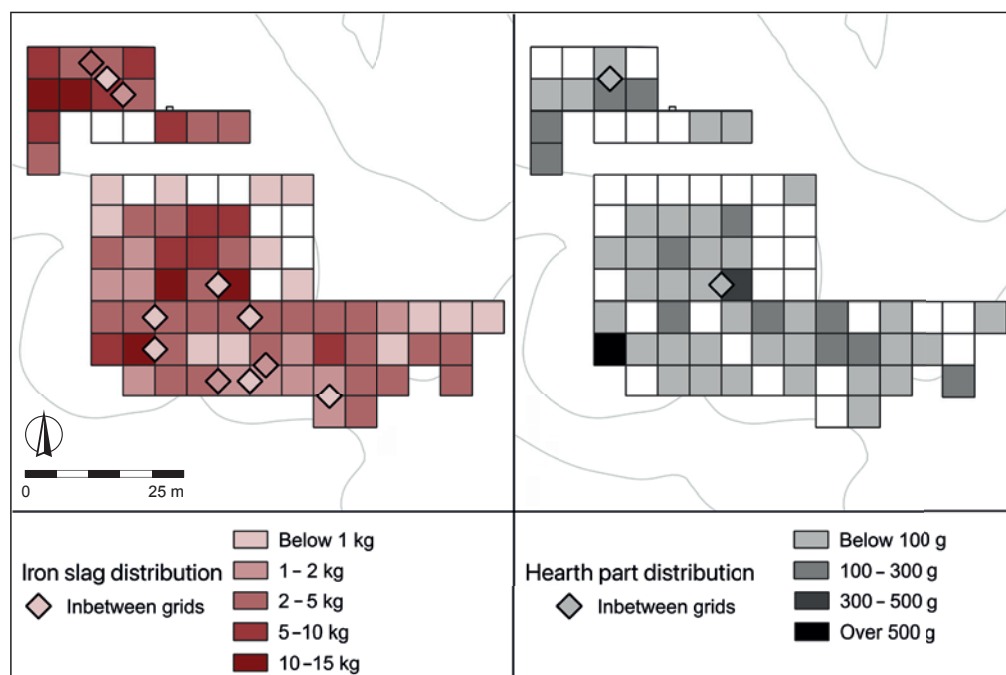 0
25 m
Iron slag distribution
Inbetween grids
Below 1 kg
1 – 2 kg
2 – 5 kg
5 –10 kg
10 –15 kg
Hearth part distribution
Inbetween grids
Below 100 g
100 – 300 g
300 – 500 g
Over 500 g